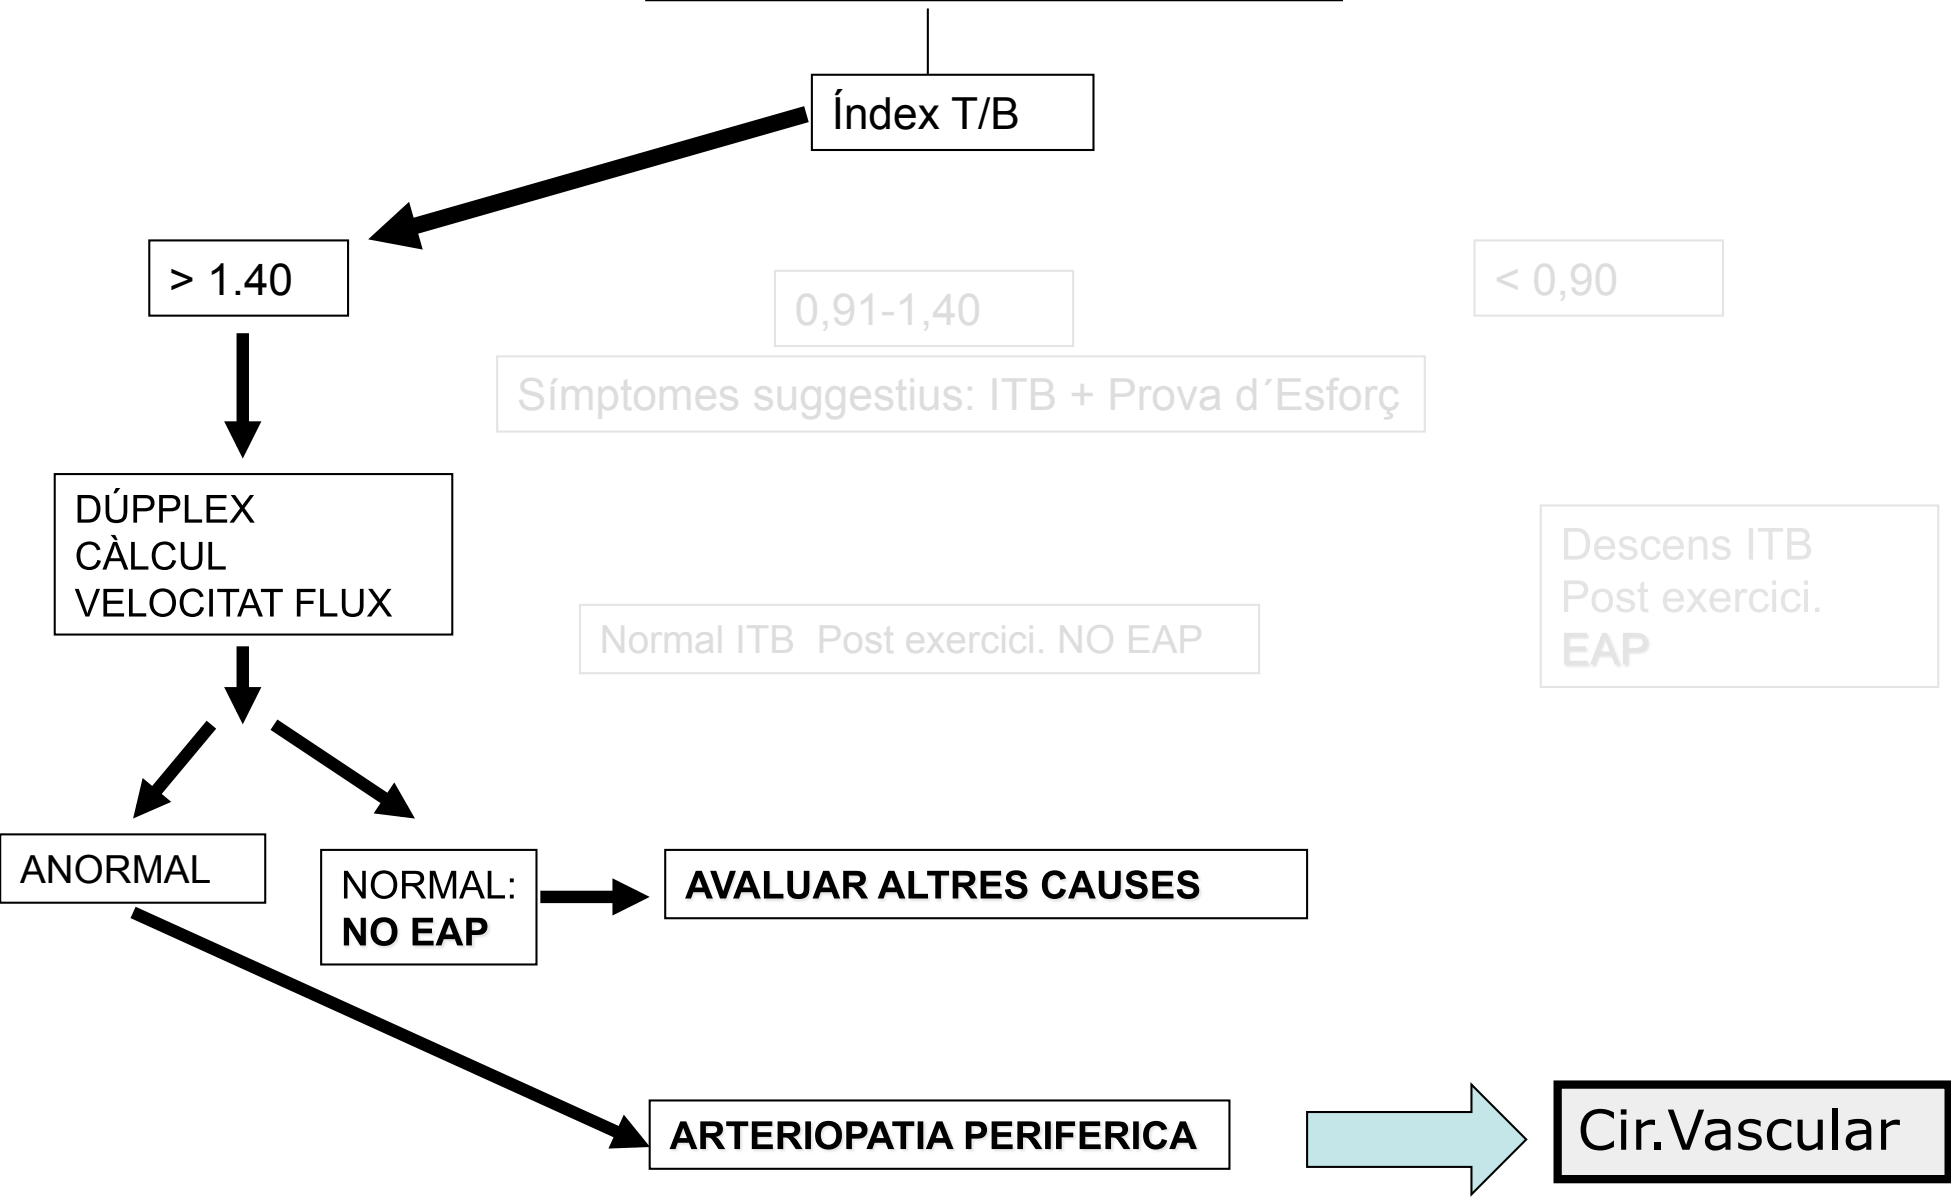 Índex T/B
> 1.40
0,91-1,40
< 0,90
Símptomes suggestius: ITB + Prova d´Esforç
DÚPPLEX
CÀLCUL
VELOCITAT FLUX
Descens ITB
Post exercici.
EAP
Normal ITB  Post exercici. NO EAP
ANORMAL
NORMAL:
NO EAP
AVALUAR ALTRES CAUSES
ARTERIOPATIA PERIFERICA
Cir.Vascular